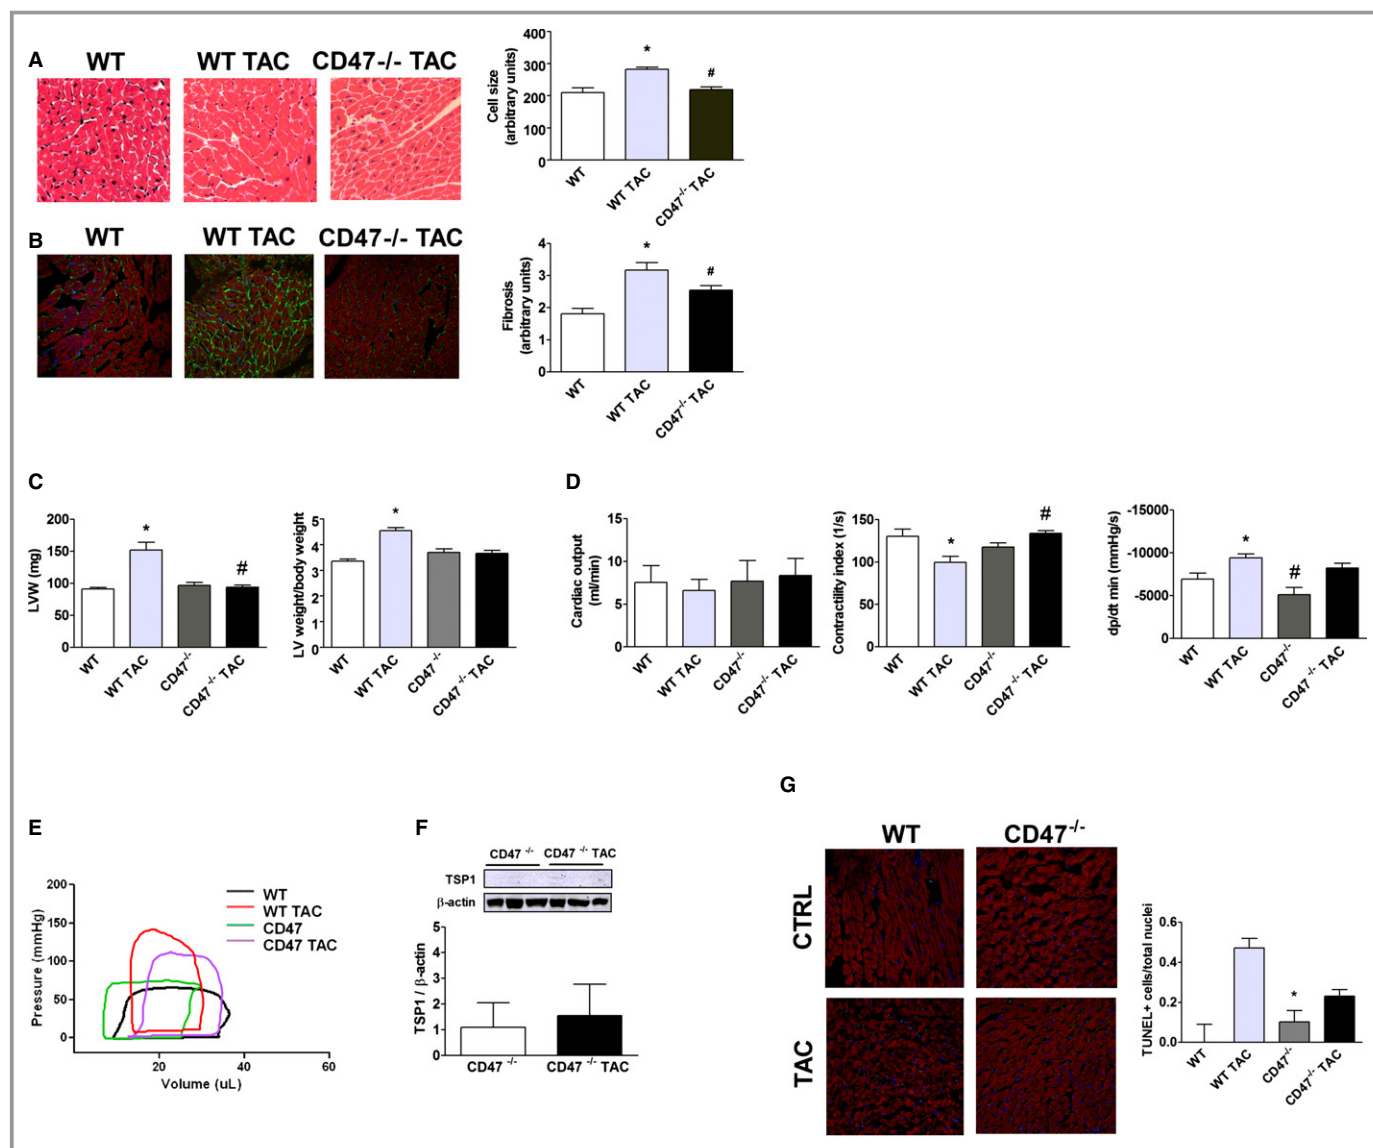 A
WT
WT TAC
CD47-/- TAC
Cell size
(arbitrary units)
400
300
200
100
0
*
#
WT
WT TAC
CD47-/- TAC
B
WT
WT TAC
CD47-/- TAC
Fibrosis
(arbitrary units)
4
3
2
1
0
*
#
WT
WT TAC
CD47-/- TAC
C
LVW (mg)
200
150
100
50
0
*
#
WT
WT TAC
CD47-/-
CD47 -/- TAC
LV weight/body weight
5
4
3
2
1
0
*
WT
WT TAC
CD47-/-
CD47 -/- TAC
D
Cardiac output
(ml/min)
15
10
5
0
WT
WT TAC
CD47-/-
CD47 -/- TAC
Contractility index (1/s)
150
100
50
0
*
#
WT
WT TAC
CD47-/-
CD47 -/- TAC
dp/dt min (mmHg/s)
-15000
-10000
-5000
0
*
#
WT
WT TAC
CD47-/-
CD47 -/- TAC
E
Pressure (mmHg)
200
150
100
50
0
WT
WT TAC
CD47
CD47 TAC
20
40
60
Volume (uL)
F
CD47 -/-
CD47 -/- TAC
TSP1
β-actin
TSP1 / β-actin
5
4
3
2
1
0
CD47 -/-
CD47 -/- TAC
G
WT
CD47-/-
CTRL
TAC
TUNEL+ cells/total nuclei
0.6
0.4
0.2
0.0
*
WT
WT TAC
CD47-/-
CD47-/- TAC